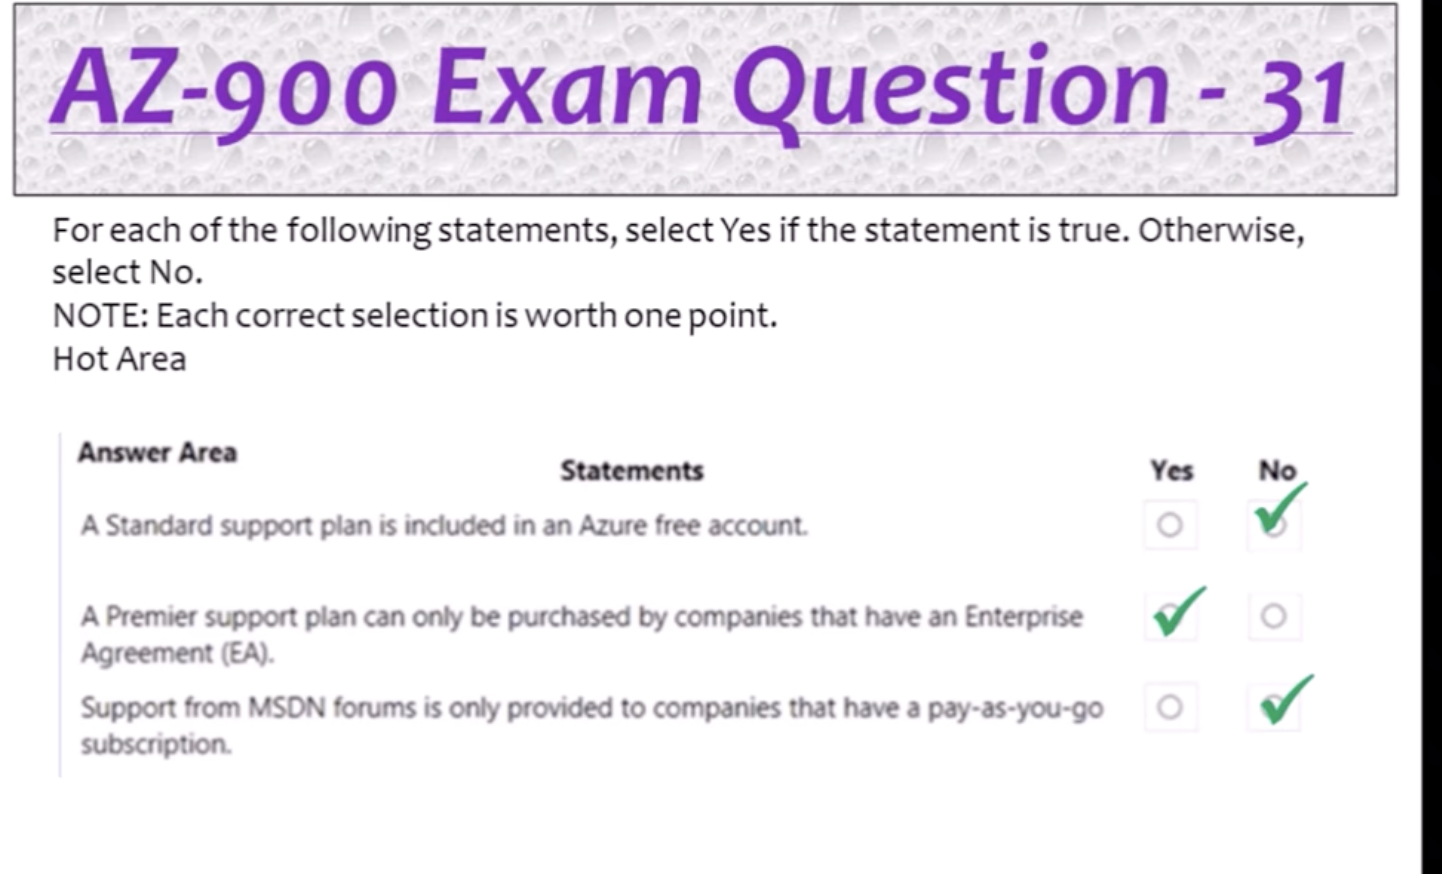 AZ-900 Exam Question - 31
For each of the following statements, select Yes if the statement is true. Otherwise,
select No.
NOTE: Each correct selection is worth one point.
Hot Area
Answer Area
Statements Yes No
A Standard support plan is included in an Azure free account.
A Premier support plan can only be purchased by companies that have an Enterprise
Agreement (EA).
Support from MSDN forums is only provided to companies that have a pay-as-you-go
subscription.